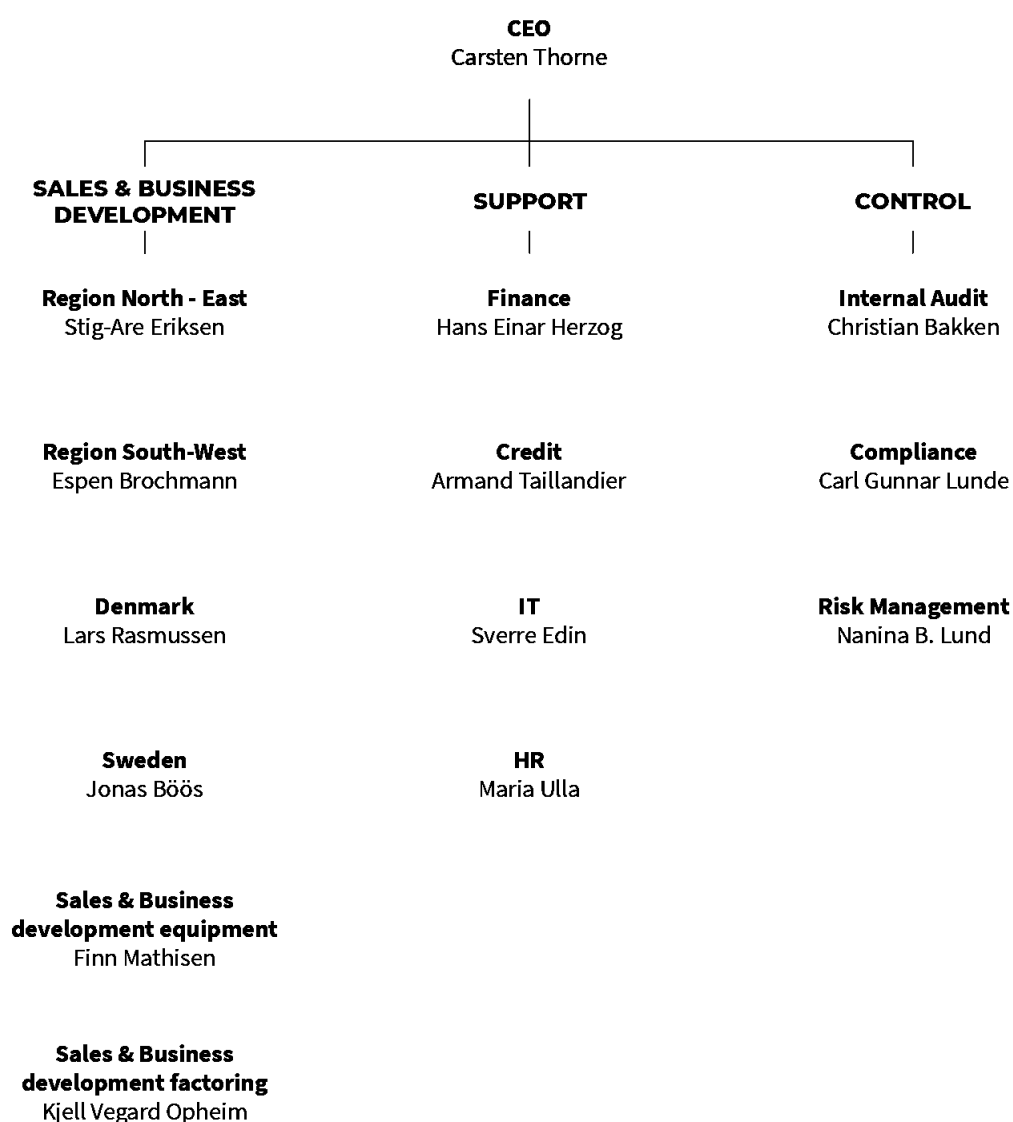 CEO
Carsten Thorne
SALES & BUSINESS
DEVELOPMENT
Region North - East
Stig-Are Eriksen
Region South-West
Espen Brochmann
Denmark
Lars Rasmussen
Sweden
Jonas Böös
Sales & Business
development equipment
Finn Mathisen
Sales & Business
development factoring
Kjell Vegard Opheim
SUPPORT
Finance
Hans Einar Herzog
Credit
Armand Taillandier
IT
Sverre Edin
HR
Maria Ulla
CONTROL
Internal Audit
Christian Bakken
Compliance
Carl Gunnar Lunde
Risk Management
Nanina B. Lund